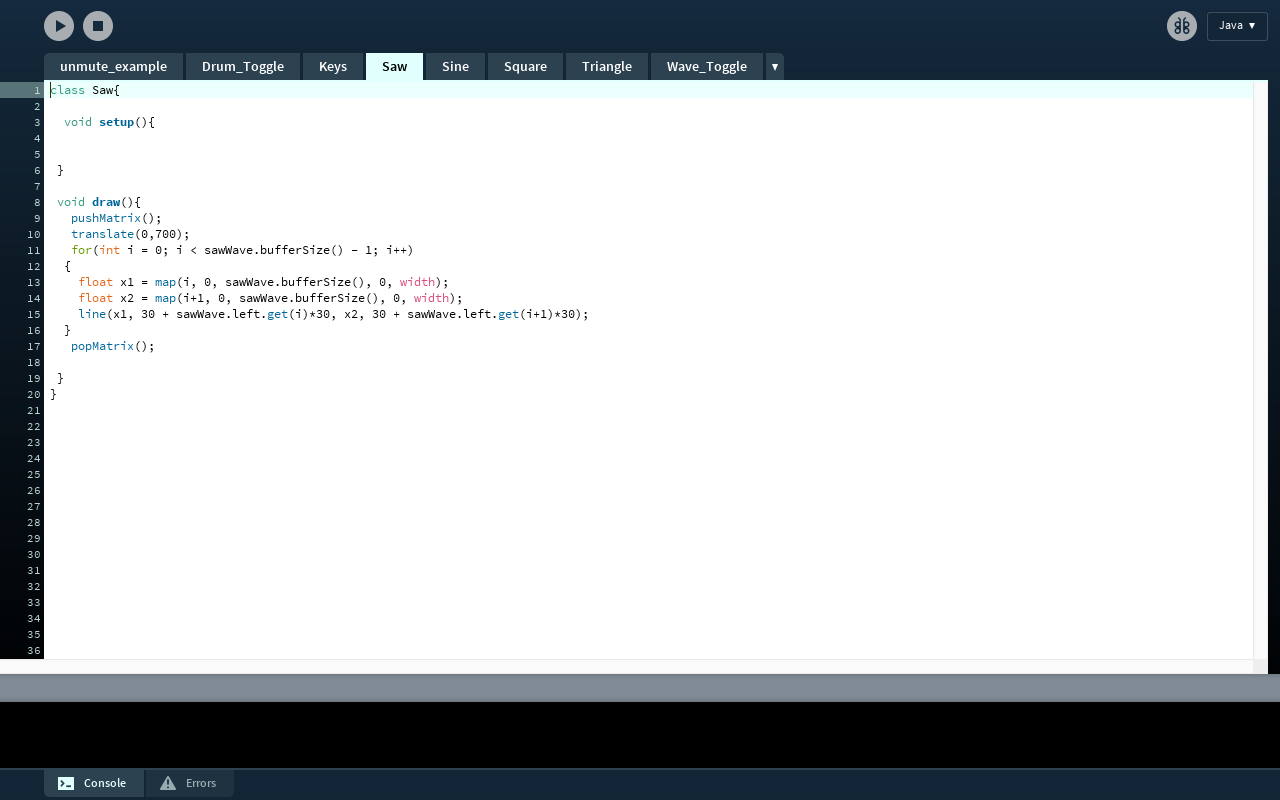 Java ▼
unmute_example Drum_Toggle Keys Saw Sine Square Triangle Wave_Toggle ▼
1 class Saw{
2
3 void setup(){
4
5
6 }
7
8 void draw(){
9 pushMatrix();
10 translate(0,700);
11 for(int i = 0; i < sawWave.bufferSize() - 1; i++)
12 {
13 float x1 = map(i, 0, sawWave.bufferSize(), 0, width);
14 float x2 = map(i+1, 0, sawWave.bufferSize(), 0, width);
15 line(x1, 30 + sawWave.left.get(i)*30, x2, 30 + sawWave.left.get(i+1)*30);
16 }
17 popMatrix();
18
19 }
20 }
21
22
23
24
25
26
27
28
29
30
31
32
33
34
35
36
Console Errors